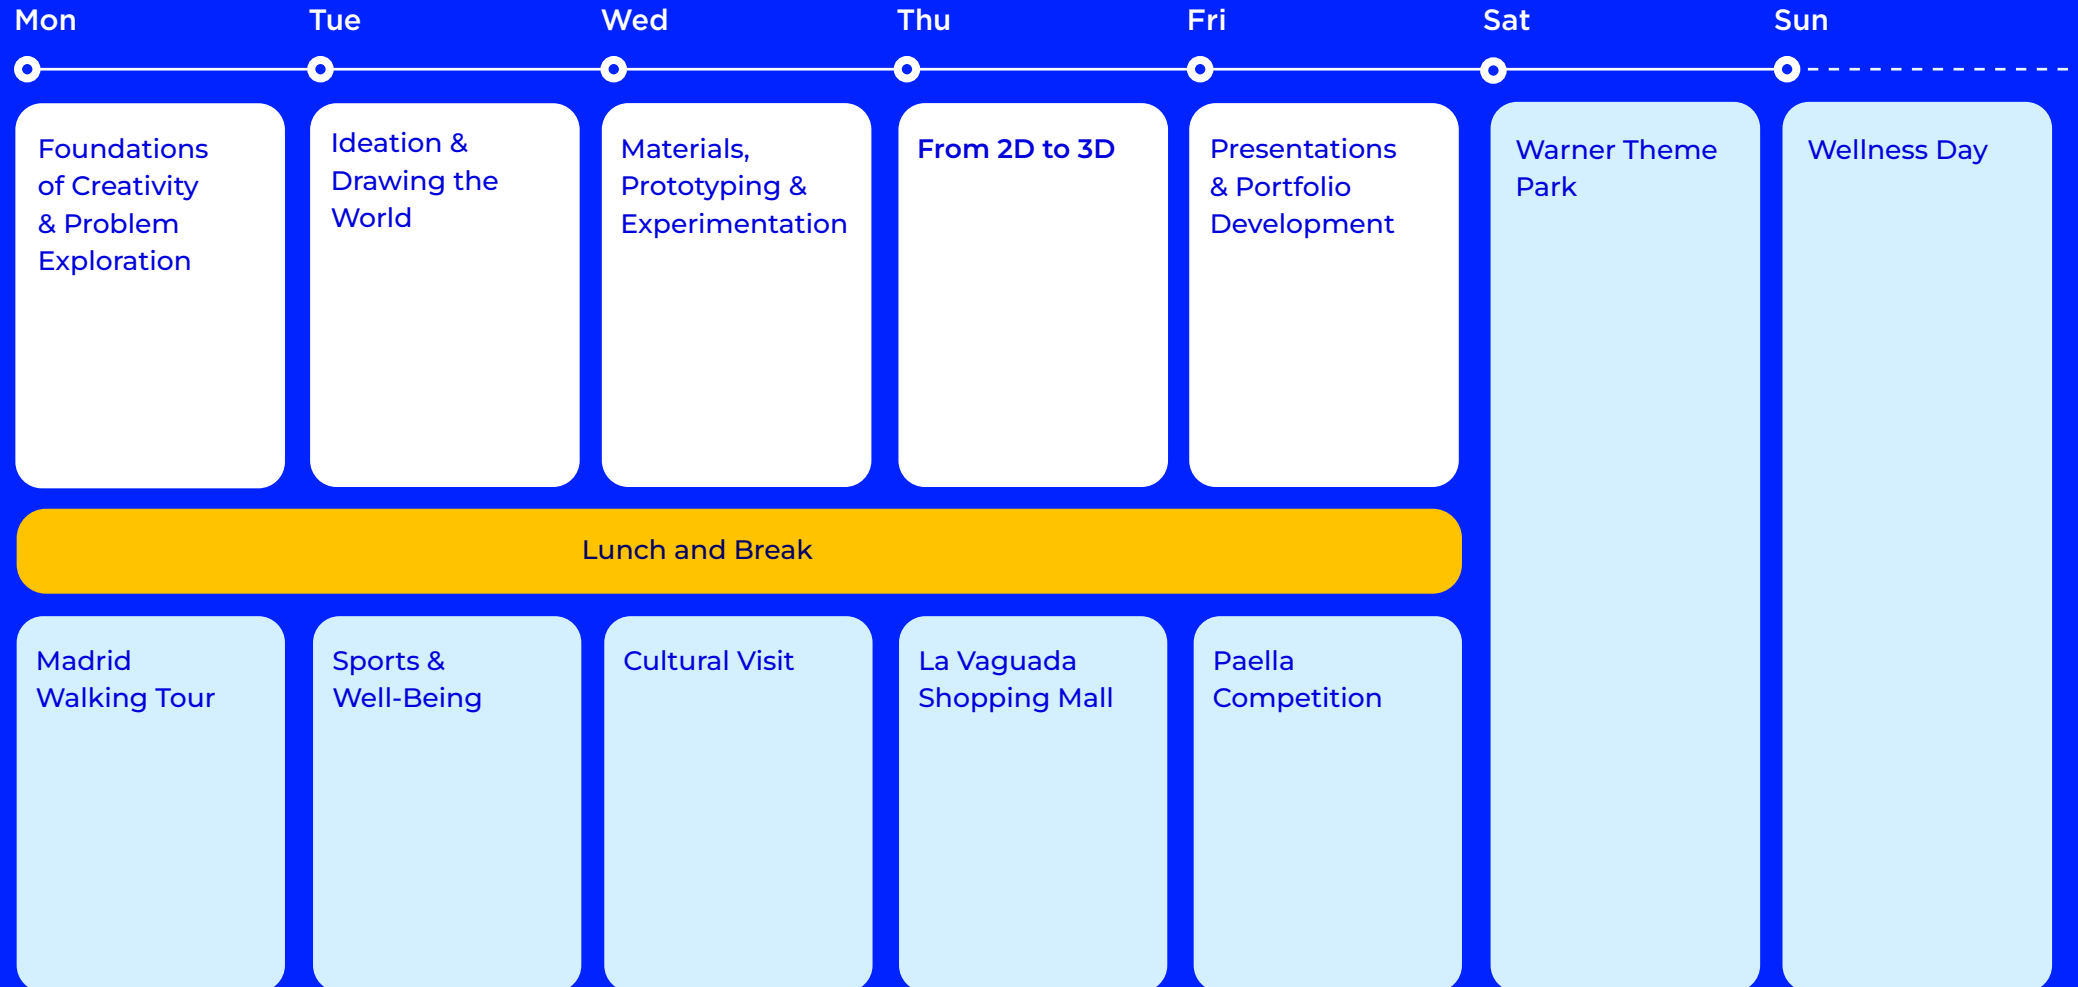 Mon
Tue
Wed
Thu
Fri
Sat
Sun
Foundations
of Creativity
& Problem
Exploration
Ideation &
Drawing the
World
Materials,
Prototyping &
Experimentation
From 2D to 3D
Presentations
& Portfolio
Development
Warner Theme
Park
Wellness Day
Lunch and Break
Madrid
Walking Tour
Sports &
Well-Being
Cultural Visit
La Vaguada
Shopping Mall
Paella
Competition